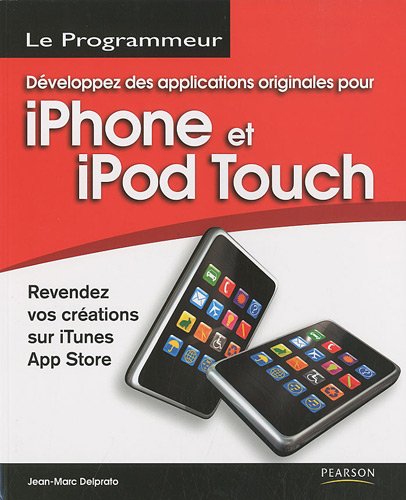 Le Programmeur
Développez des applications originales pour
iPhone et
iPod Touch
Revendez
vos créations
sur iTunes
App Store
Jean-Marc Delprato
PEARSON